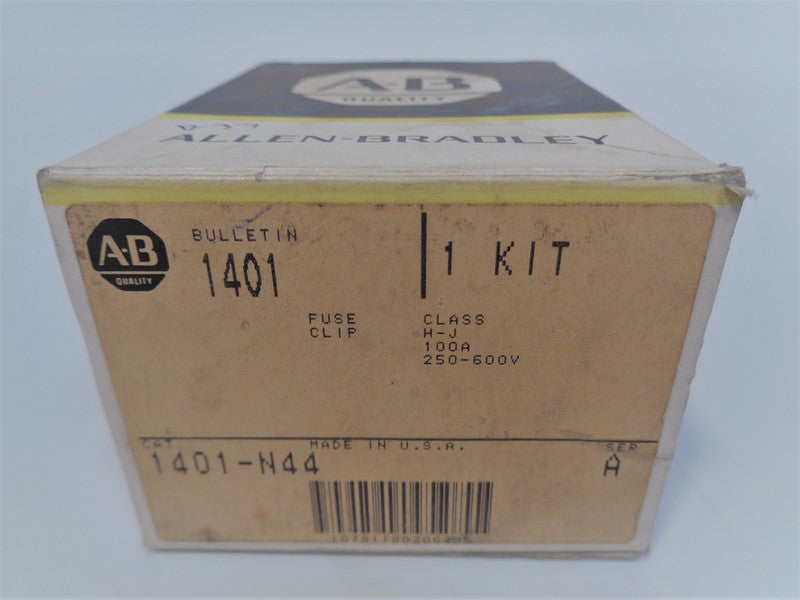 A-B
QUALITY
ALLEN-BRADLEY
A-B
QUALITY
BULLETIN
1401
1 KIT
FUSE CLASS
CLIP H-J
100A
250-600V
CAT MADE IN U.S.A. SER
1401-N44 A